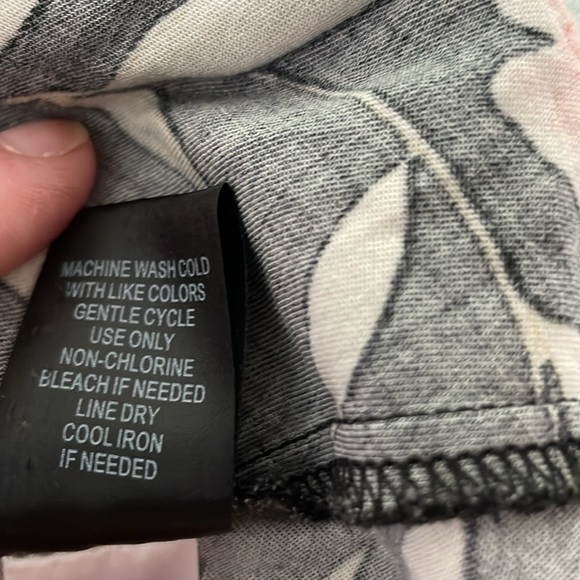 MACHINE WASH COLD
WITH LIKE COLORS
GENTLE CYCLE
USE ONLY
NON-CHLORINE
BLEACH IF NEEDED
LINE DRY
COOL IRON
IF NEEDED